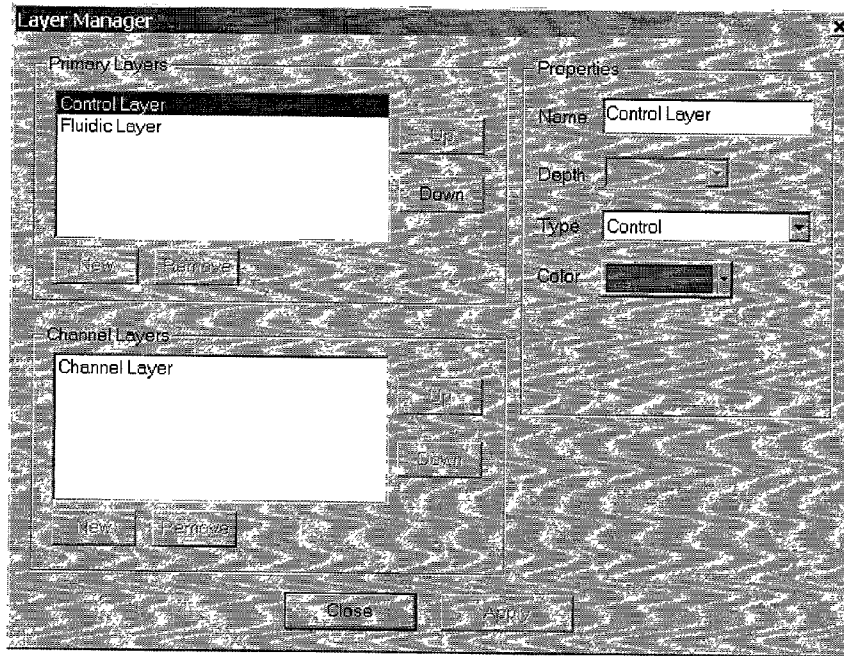 Layer Manager
Primary Layers
Control Layer
Fluidic Layer
Up
Down
New
Remove
Channel Layers
Channel Layer
Up
Down
New
Remove
Properties
Name
Control Layer
Depth
Type
Control
Color
Close
Apply